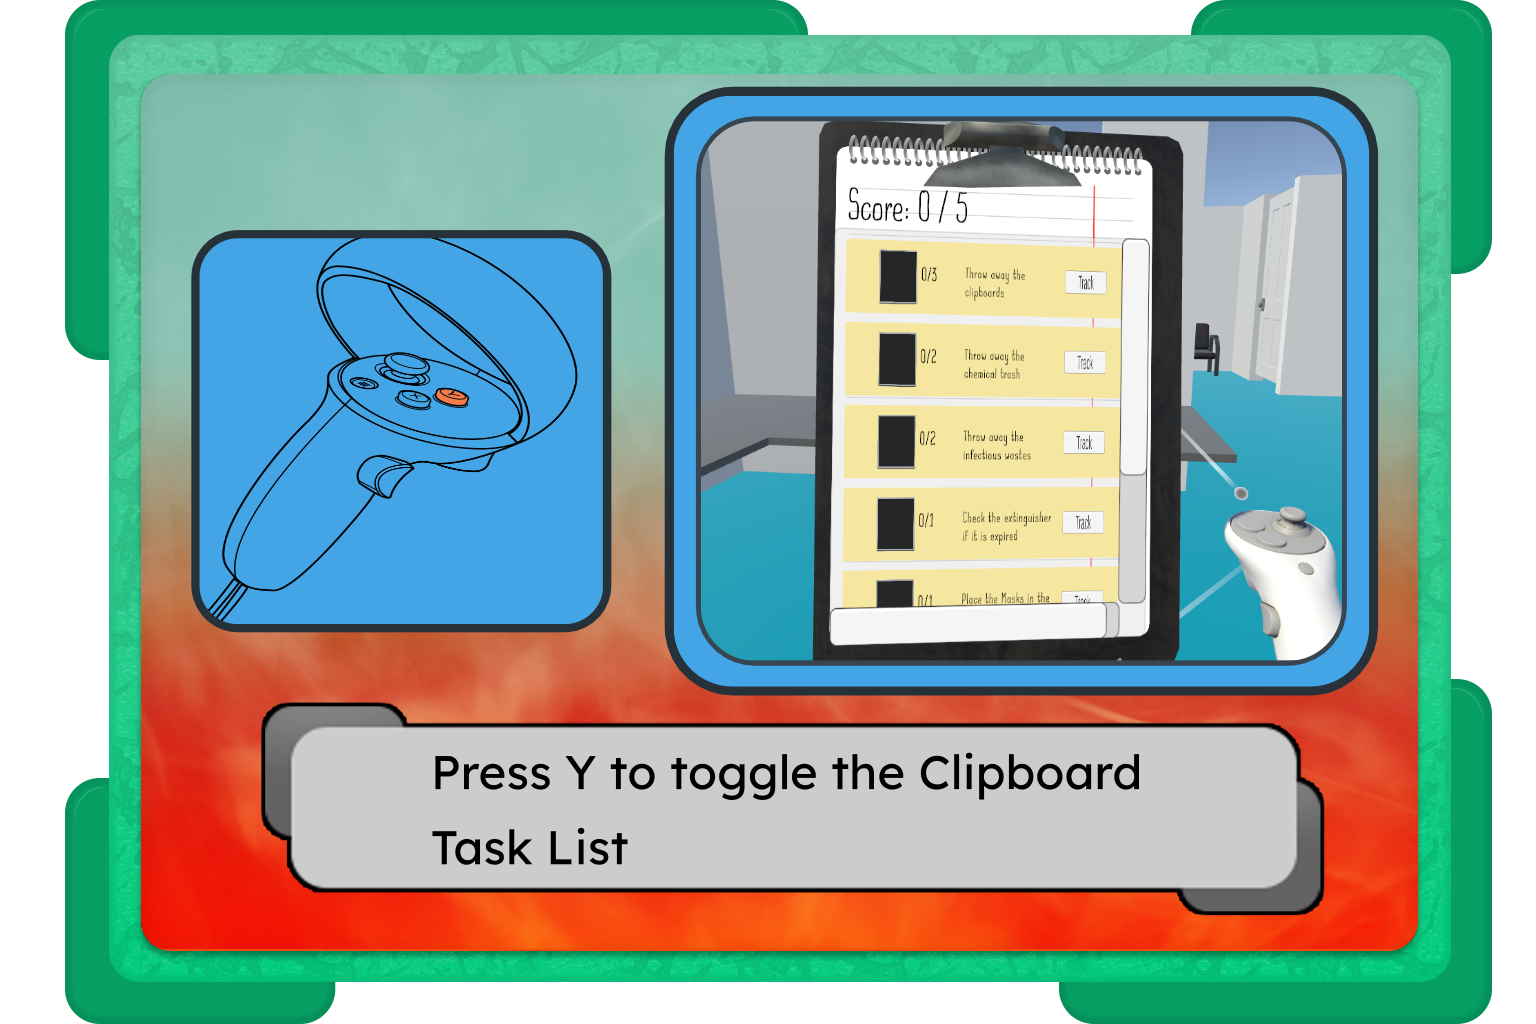 Score: 0 / 5
0/3
Throw away the
clipboards
Track
0/2
Throw away the
chemical trash
Track
0/2
Throw away the
infectious wastes
Track
0/1
Check the extinguisher
if it is expired
Track
0/1
Place the Masks in the
Track
X
Y
Press Y to toggle the Clipboard
Task List